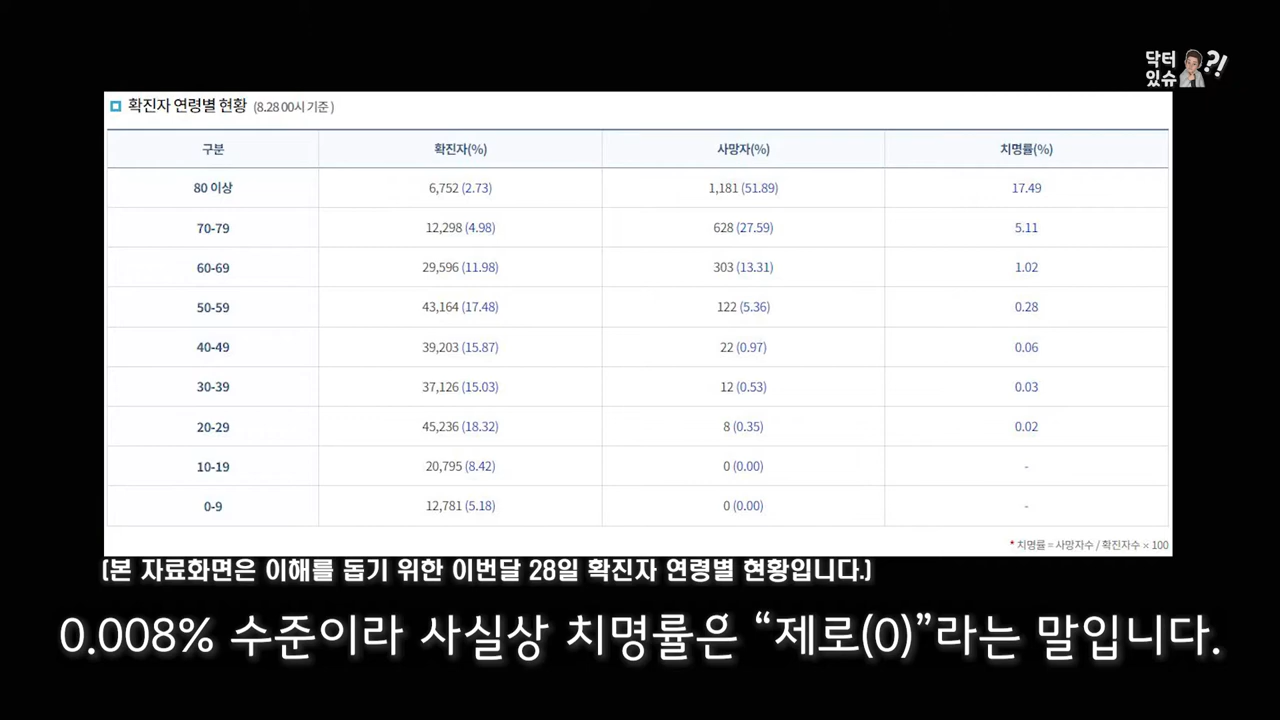 닥터
있슈?!
확진자 연령별 현황 (8.28 00시 기준)
구분 확진자(%) 사망자(%) 치명률(%)
80 이상 6,752 (2.73) 1,181 (51.89) 17.49
70-79 12,298 (4.98) 628 (27.59) 5.11
60-69 29,596 (11.98) 303 (13.31) 1.02
50-59 43,164 (17.48) 122 (5.36) 0.28
40-49 39,203 (15.87) 22 (0.97) 0.06
30-39 37,126 (15.03) 12 (0.53) 0.03
20-29 45,236 (18.32) 8 (0.35) 0.02
10-19 20,795 (8.42) 0 (0.00) -
0-9 12,781 (5.18) 0 (0.00) -
* 치명률 = 사망자수 / 확진자수 × 100
(본 자료화면은 이해를 돕기 위한 이번달 28일 확진자 연령별 현황입니다.)
0.008% 수준이라 사실상 치명률은 “제로(0)”라는 말입니다.